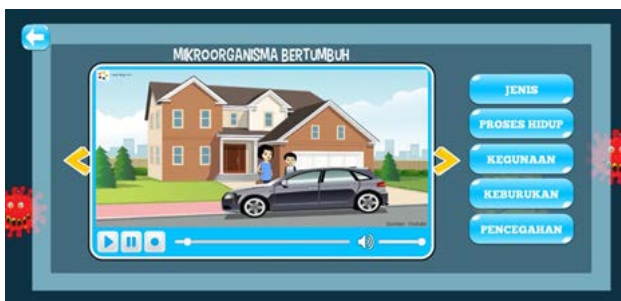 MIKROORGANISMA BERTUMBUH
JENIS
PROSES HIDUP
KEGUNAAN
KEBURUKAN
PENCEGAHAN